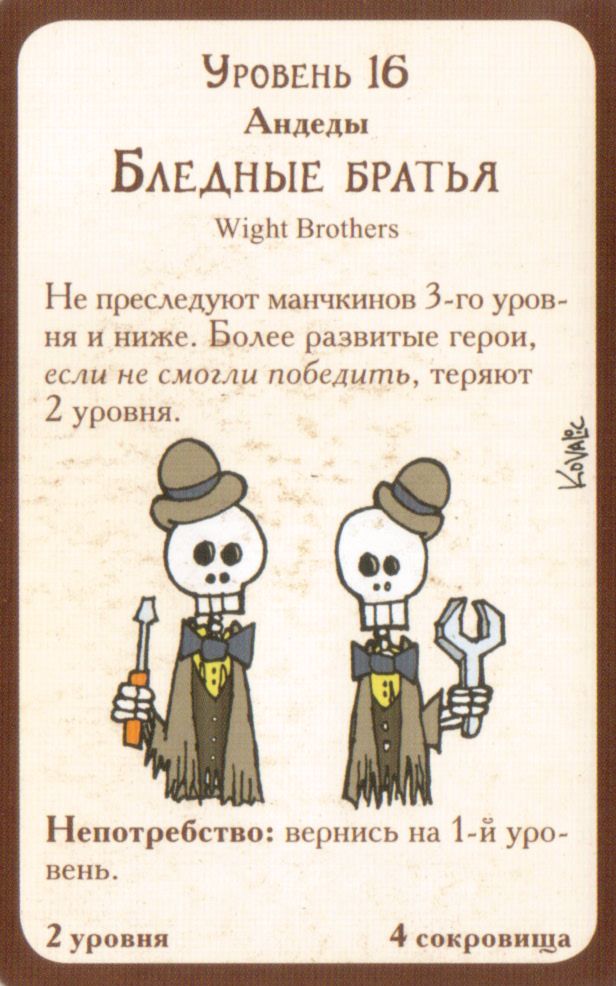 Уровень 16
Андеды
Бледные братья
Wight Brothers
Не преследуют манчкинов 3-го уров-
ня и ниже. Более развитые герои,
если не смогли победить, теряют
2 уровня.
Kovalic
Непотребство: вернись на 1-й уро-
вень.
2 уровня 4 сокровища